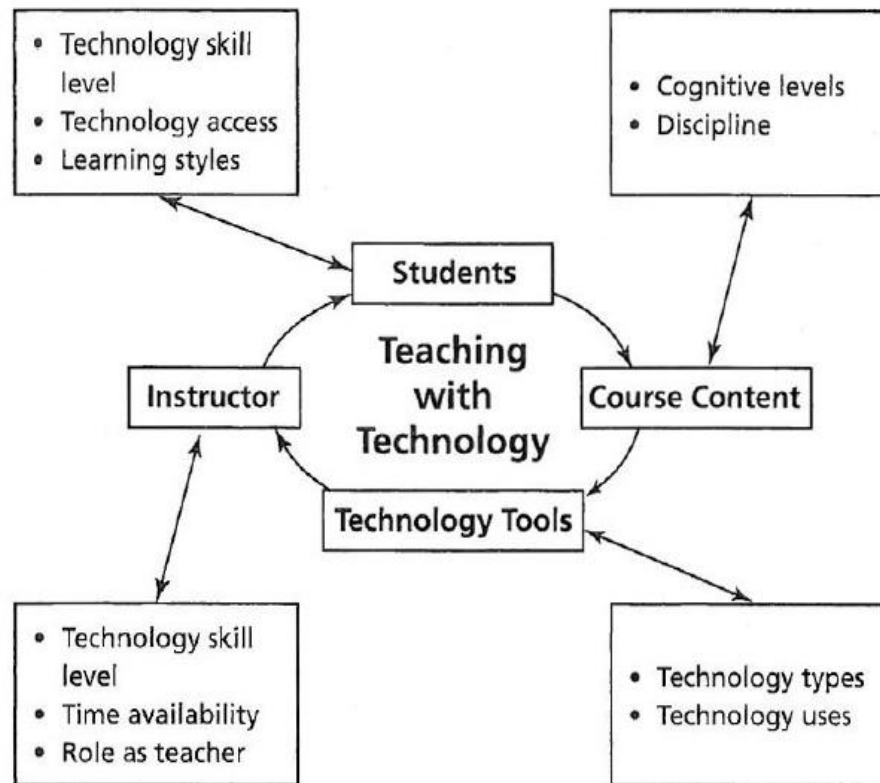 • Technology skill
level
• Technology access
• Learning styles
• Cognitive levels
• Discipline
Students
Teaching
with
Technology
Instructor
Course Content
Technology Tools
• Technology skill
level
• Time availability
• Role as teacher
• Technology types
• Technology uses